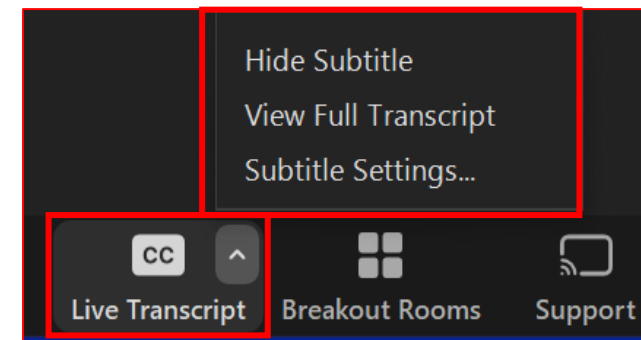 Hide Subtitle
View Full Transcript
Subtitle Settings...
CC
Live Transcript Breakout Rooms Support